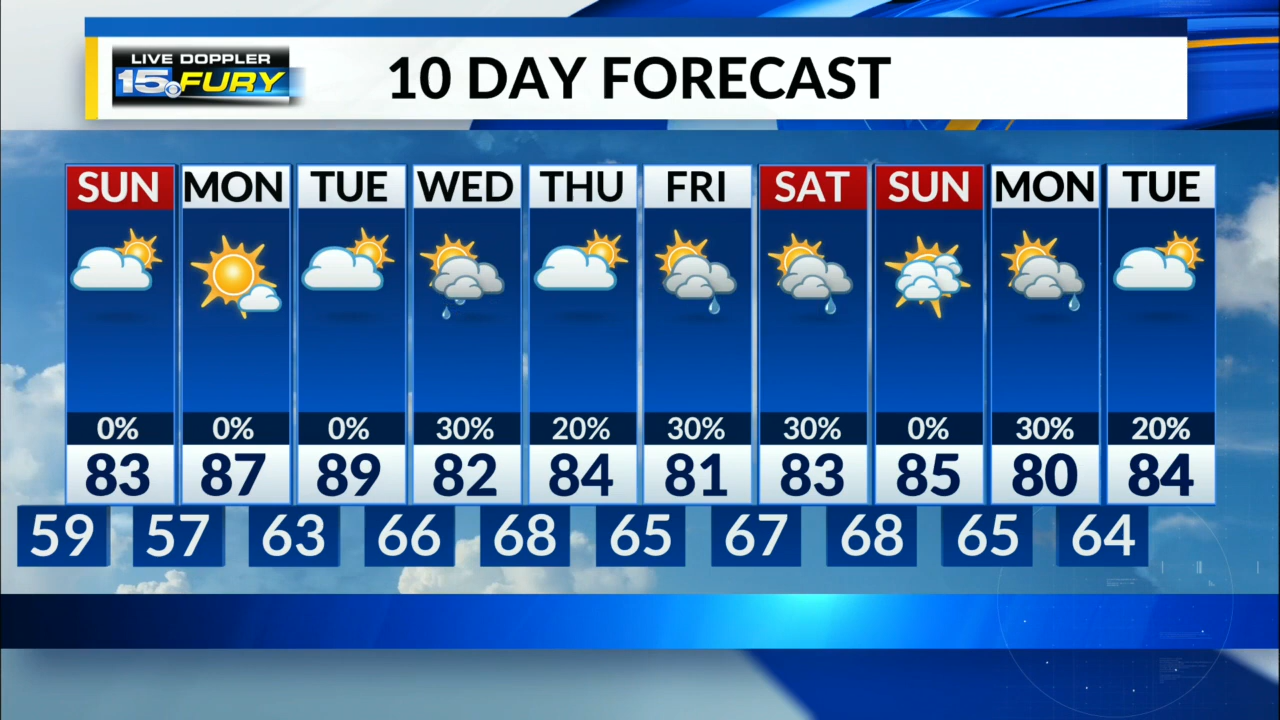 LIVE DOPPLER
15 FURY
10 DAY FORECAST
SUN MON TUE WED THU FRI SAT SUN MON TUE
0% 0% 0% 30% 20% 30% 30% 0% 30% 20%
83 87 89 82 84 81 83 85 80 84
59 57 63 66 68 65 67 68 65 64